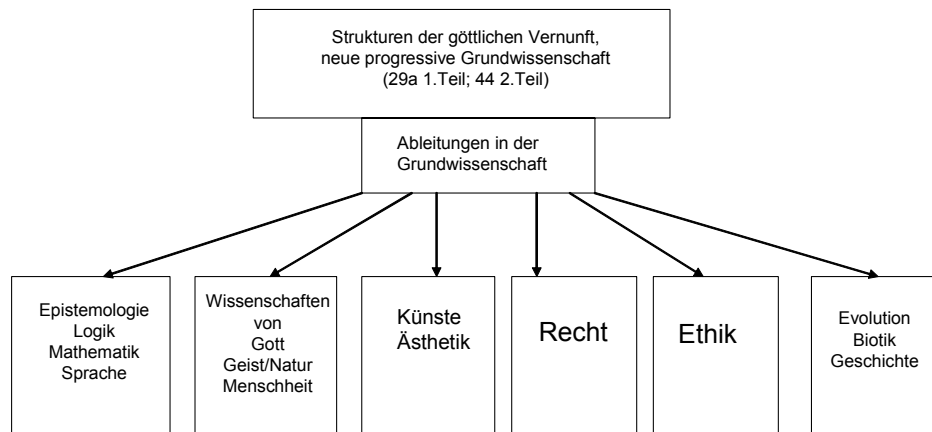 Strukturen der göttlichen Vernunft,
neue progressive Grundwissenschaft
(29a 1.Teil; 44 2.Teil)
Ableitungen in der
Grundwissenschaft
Epistemologie
Logik
Mathematik
Sprache
Wissenschaften
von
Gott
Geist/Natur
Menschheit
Künste
Ästhetik
Recht
Ethik
Evolution
Biotik
Geschichte